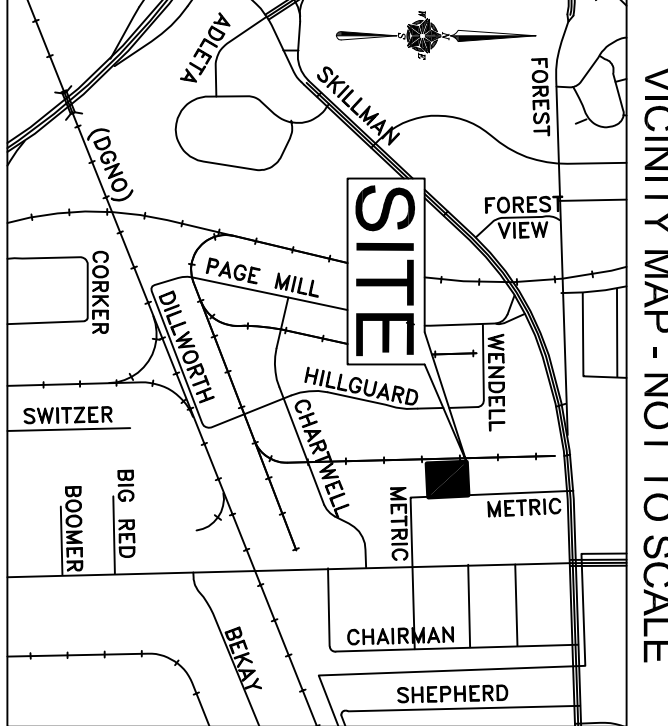 VICINITY MAP - NOT TO SCALE
W
N
S
E
ADLETA
SKILLMAN
FOREST
(DGNO)
FOREST
VIEW
SITE
PAGE MILL
CORKER
DILLWORTH
WENDELL
HILLGUARD
SWITZER
CHARTWELL
BIG RED
BOOMER
METRIC
METRIC
CHAIRMAN
BEKAY
SHEPHERD